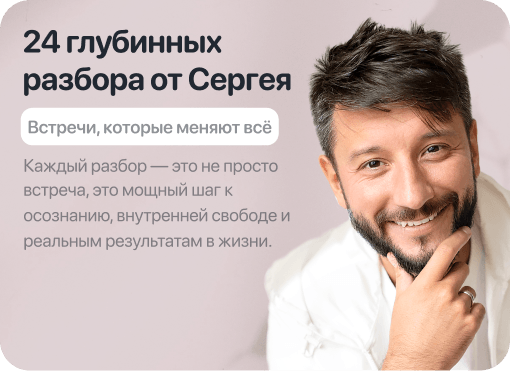 24 глубинных
разбора от Сергея
Встречи, которые меняют всё
Каждый разбор — это не просто
встреча, это мощный шаг к
осознанию, внутренней свободе и
реальным результатам в жизни.